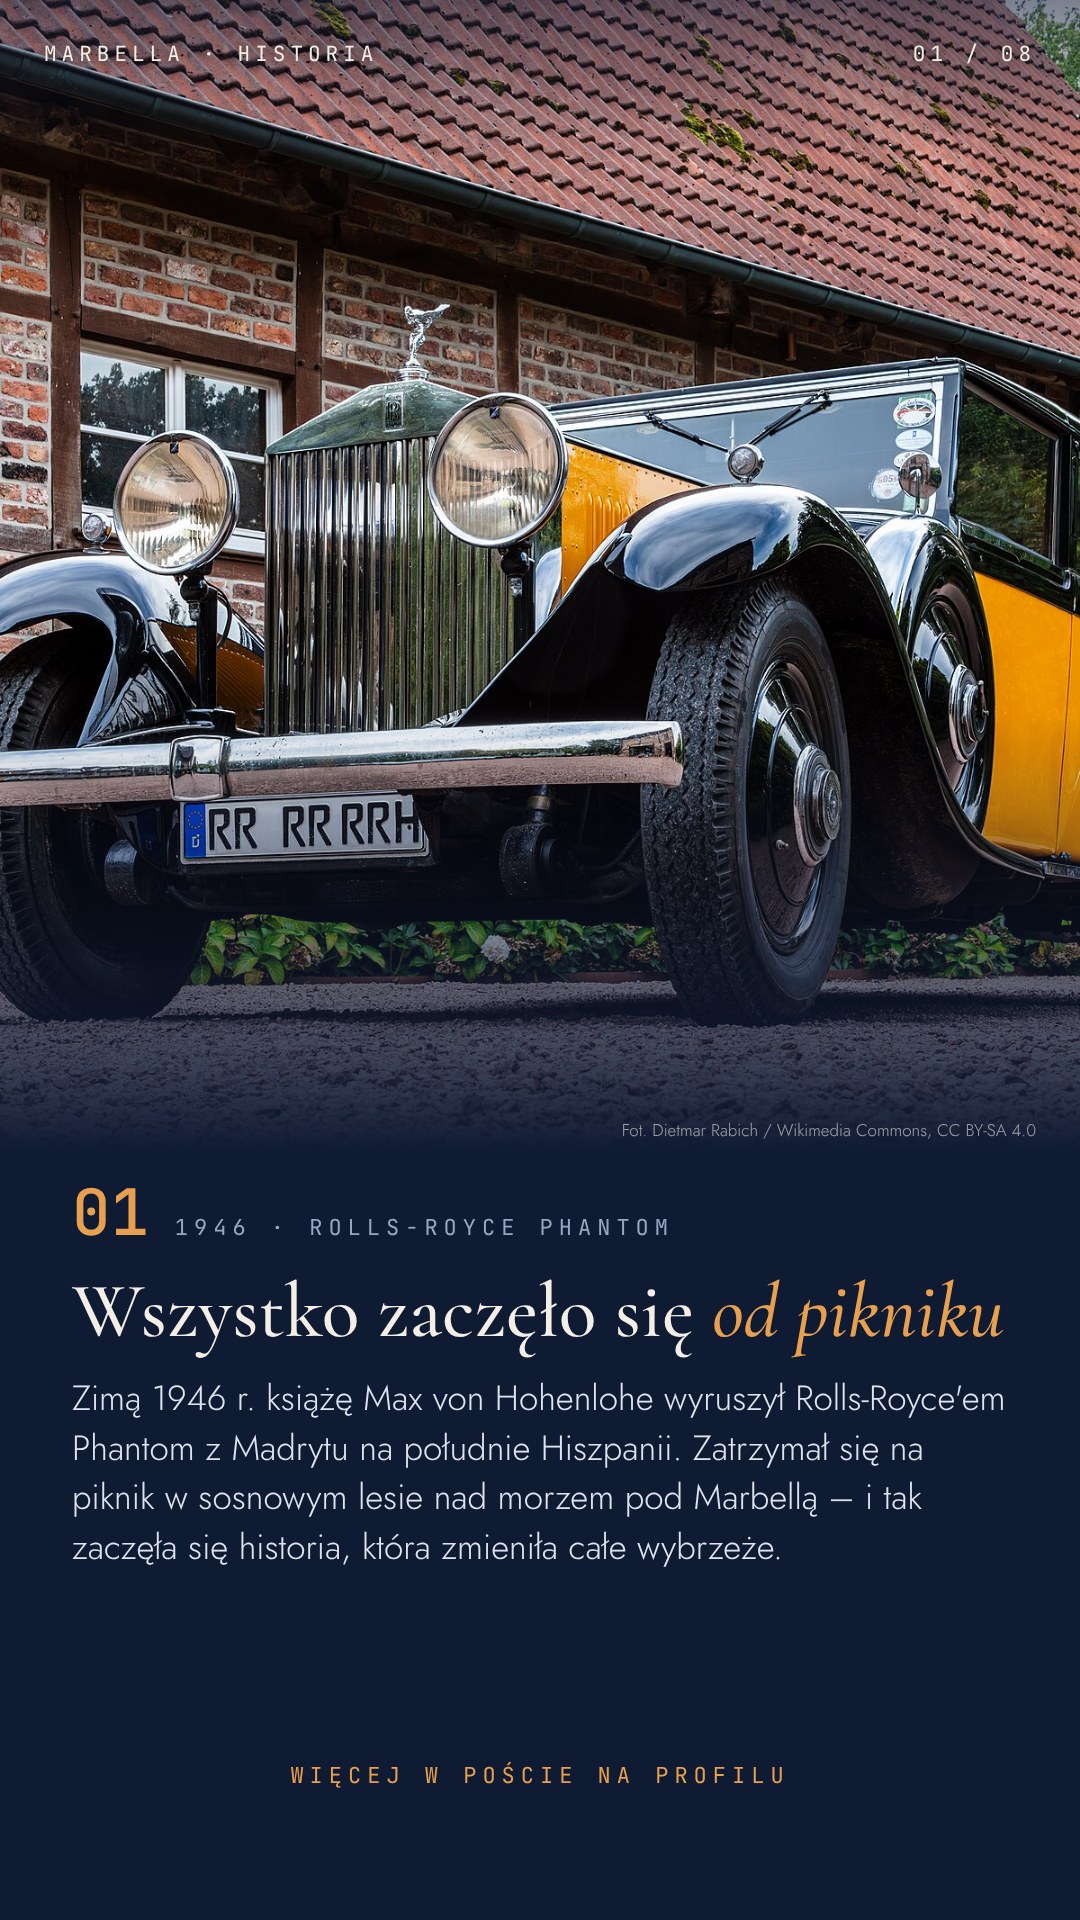 MARBELLA · HISTORIA
01 / 08
RR RR RRH
Fot. Dietmar Rabich / Wikimedia Commons, CC BY-SA 4.0
01 1946 · ROLLS-ROYCE PHANTOM
Wszystko zaczęło się od pikniku
Zimą 1946 r. książę Max von Hohenlohe wyruszył Rolls-Royce'em
Phantom z Madrytu na południe Hiszpanii. Zatrzymał się na
piknik w sosnowym lesie nad morzem pod Marbellą – i tak
zaczęła się historia, która zmieniła całe wybrzeże.
WIĘCEJ W POŚCIE NA PROFILU